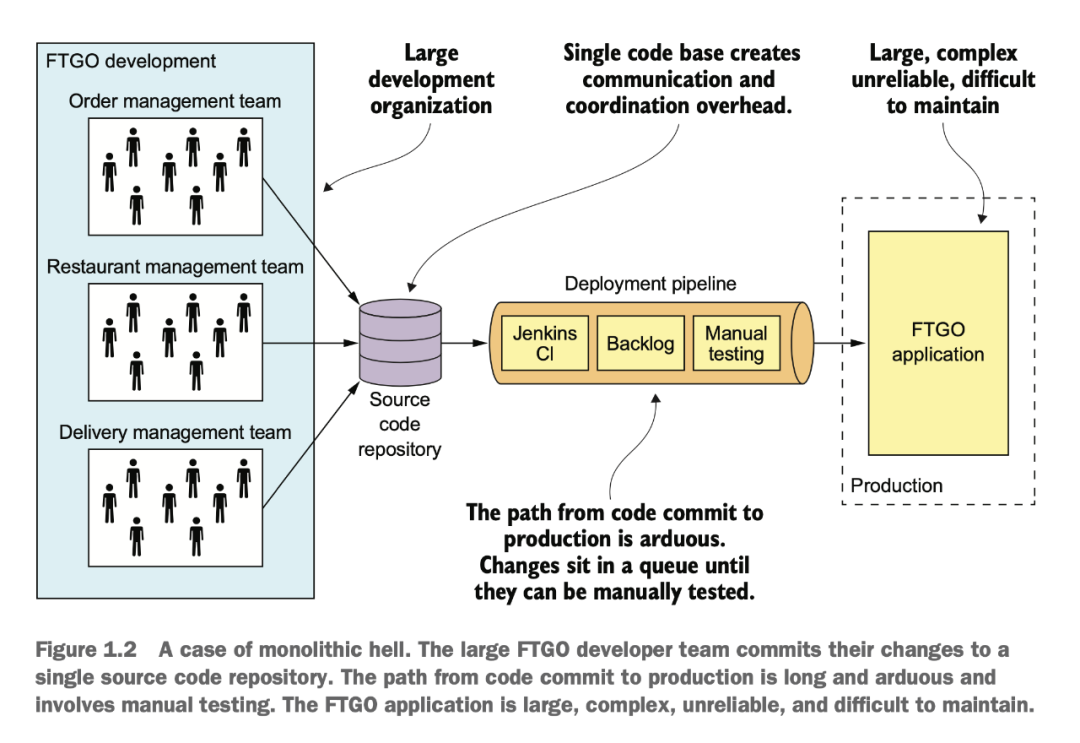 FTGO development
Order management team
Restaurant management team
Delivery management team
Large
development
organization
Single code base creates
communication and
coordination overhead.
Large, complex
unreliable, difficult
to maintain
Source
code
repository
Deployment pipeline
Jenkins
CI
Backlog
Manual
testing
FTGO
application
Production
The path from code commit to
production is arduous.
Changes sit in a queue until
they can be manually tested.
Figure 1.2 A case of monolithic hell. The large FTGO developer team commits their changes to a
single source code repository. The path from code commit to production is long and arduous and
involves manual testing. The FTGO application is large, complex, unreliable, and difficult to maintain.